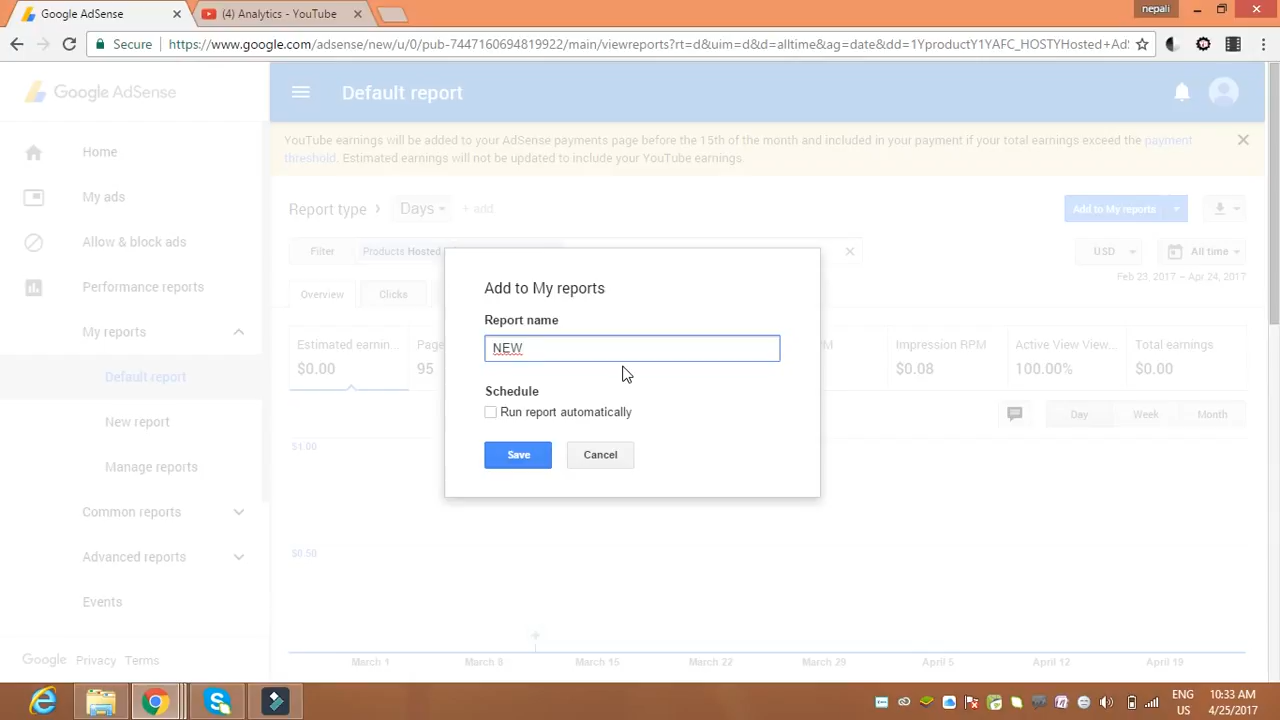 Google AdSense
(4) Analytics - YouTube
nepali
Secure
https://www.google.com/adsense/new/u/0/pub-7447160694819922/main/viewreports?rt=d&uim=d&d=alltime&ag=date&dd=1YproductY1YAFC_HOSTYHosted+AdS
Google AdSense
Default report
YouTube earnings will be added to your AdSense payments page before the 15th of the month and included in your payment if your total earnings exceed the payment
threshold. Estimated earnings will not be updated to include your YouTube earnings.
Home
My ads
Allow & block ads
Performance reports
My reports
Default report
New report
Manage reports
Common reports
Advanced reports
Events
Google Privacy Terms
Report type › Days + add
Add to My reports
Filter Products Hosted
USD All time
Feb 23, 2017 – Apr 24, 2017
Overview Clicks
Estimated earnin...
$0.00
Page
95
Impression RPM
$0.08
Active View View...
100.00%
Total earnings
$0.00
Day Week Month
$1.00
$0.50
March 1 March 8 March 15 March 22 March 29 April 5 April 12 April 19
Add to My reports
Report name
NEW
Schedule
Run report automatically
Save Cancel
ENG
US
10:33 AM
4/25/2017